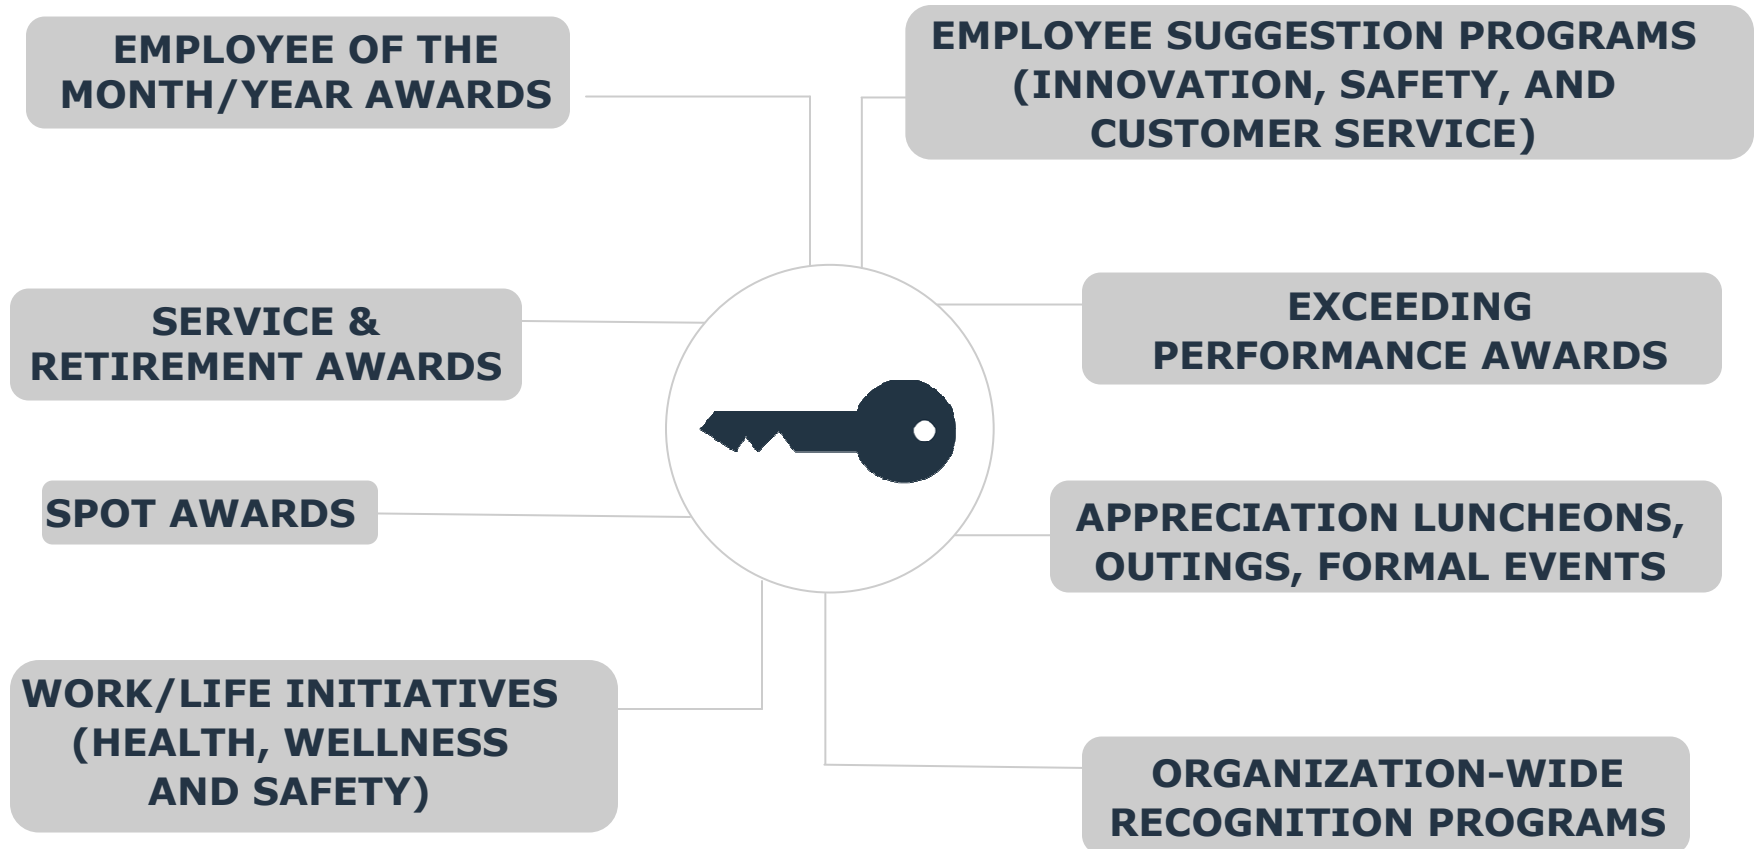 EMPLOYEE OF THE
MONTH/YEAR AWARDS
EMPLOYEE SUGGESTION PROGRAMS
(INNOVATION, SAFETY, AND
CUSTOMER SERVICE)
SERVICE &
RETIREMENT AWARDS
EXCEEDING
PERFORMANCE AWARDS
SPOT AWARDS
APPRECIATION LUNCHEONS,
OUTINGS, FORMAL EVENTS
WORK/LIFE INITIATIVES
(HEALTH, WELLNESS
AND SAFETY)
ORGANIZATION-WIDE
RECOGNITION PROGRAMS